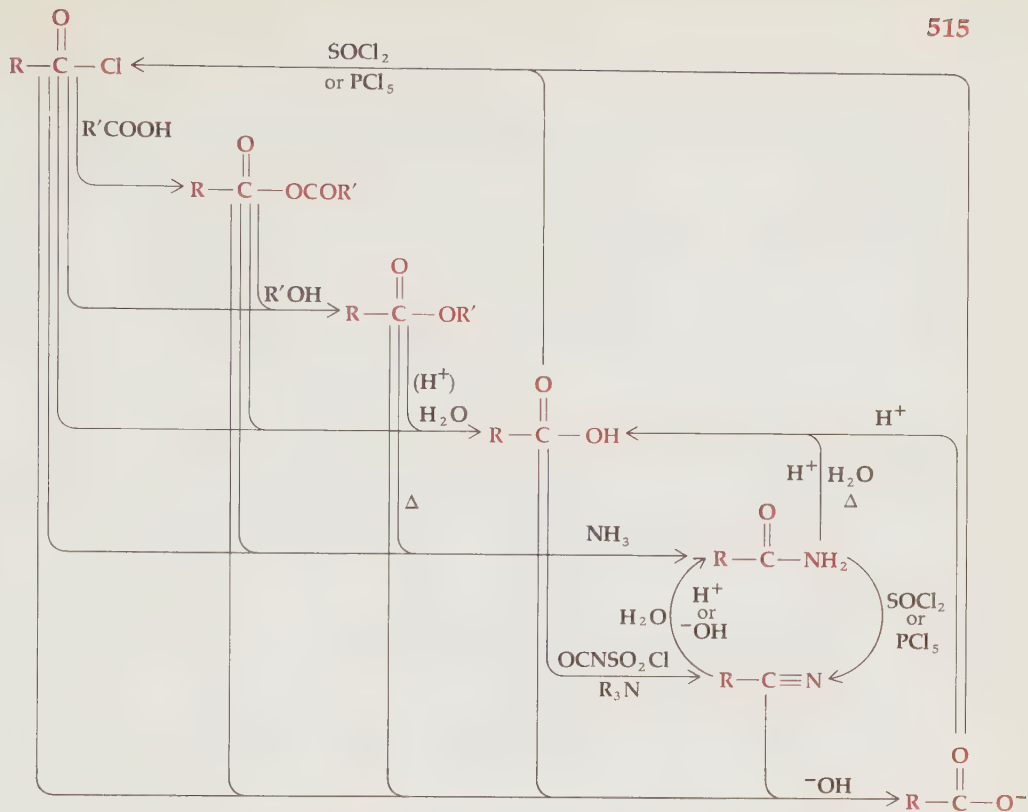 515
O
R—C—Cl
SOCl₂
or PCl₅
R′COOH
O
R—C—OCOR′
R′OH
O
R—C—OR′
(H⁺)
H₂O
O
R—C—OH
H⁺
H⁺ H₂O
Δ
Δ
NH₃
O
R—C—NH₂
H₂O
H⁺
or
⁻OH
SOCl₂
or
PCl₅
OCNSO₂Cl
R₃N
R—C≡N
⁻OH
O
R—C—O⁻